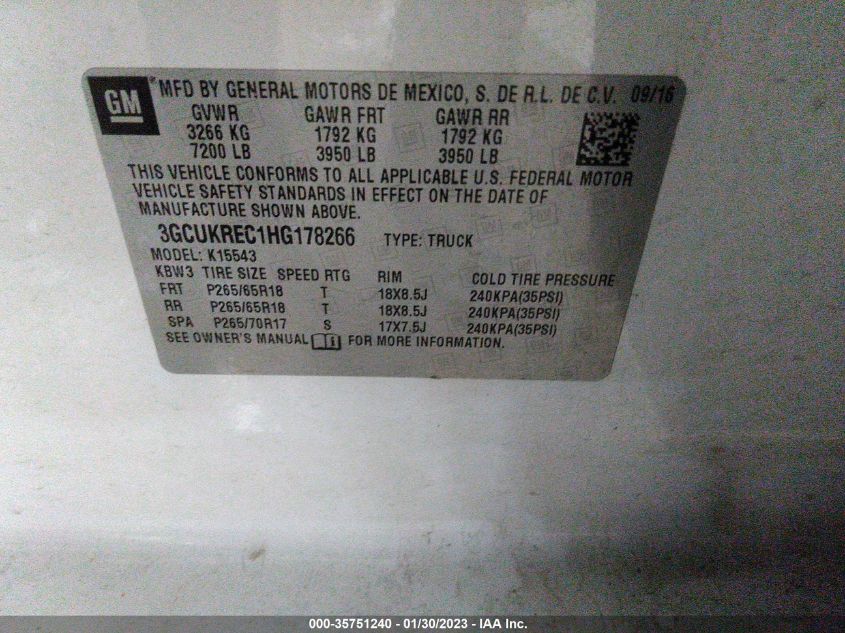 GM MFD BY GENERAL MOTORS DE MEXICO, S. DE R.L. DE C.V. 09/16
GVWR GAWR FRT GAWR RR
3266 KG 1792 KG 1792 KG
7200 LB 3950 LB 3950 LB
THIS VEHICLE CONFORMS TO ALL APPLICABLE U.S. FEDERAL MOTOR
VEHICLE SAFETY STANDARDS IN EFFECT ON THE DATE OF
MANUFACTURE SHOWN ABOVE.
3GCUKREC1HG178266 TYPE: TRUCK
MODEL: K15543
KBW3 TIRE SIZE SPEED RTG RIM COLD TIRE PRESSURE
FRT P265/65R18 T 18X8.5J 240KPA(35PSI)
RR P265/65R18 T 18X8.5J 240KPA(35PSI)
SPA P265/70R17 S 17X7.5J 240KPA(35PSI)
SEE OWNER'S MANUAL FOR MORE INFORMATION.
000-35751240 - 01/30/2023 - IAA Inc.